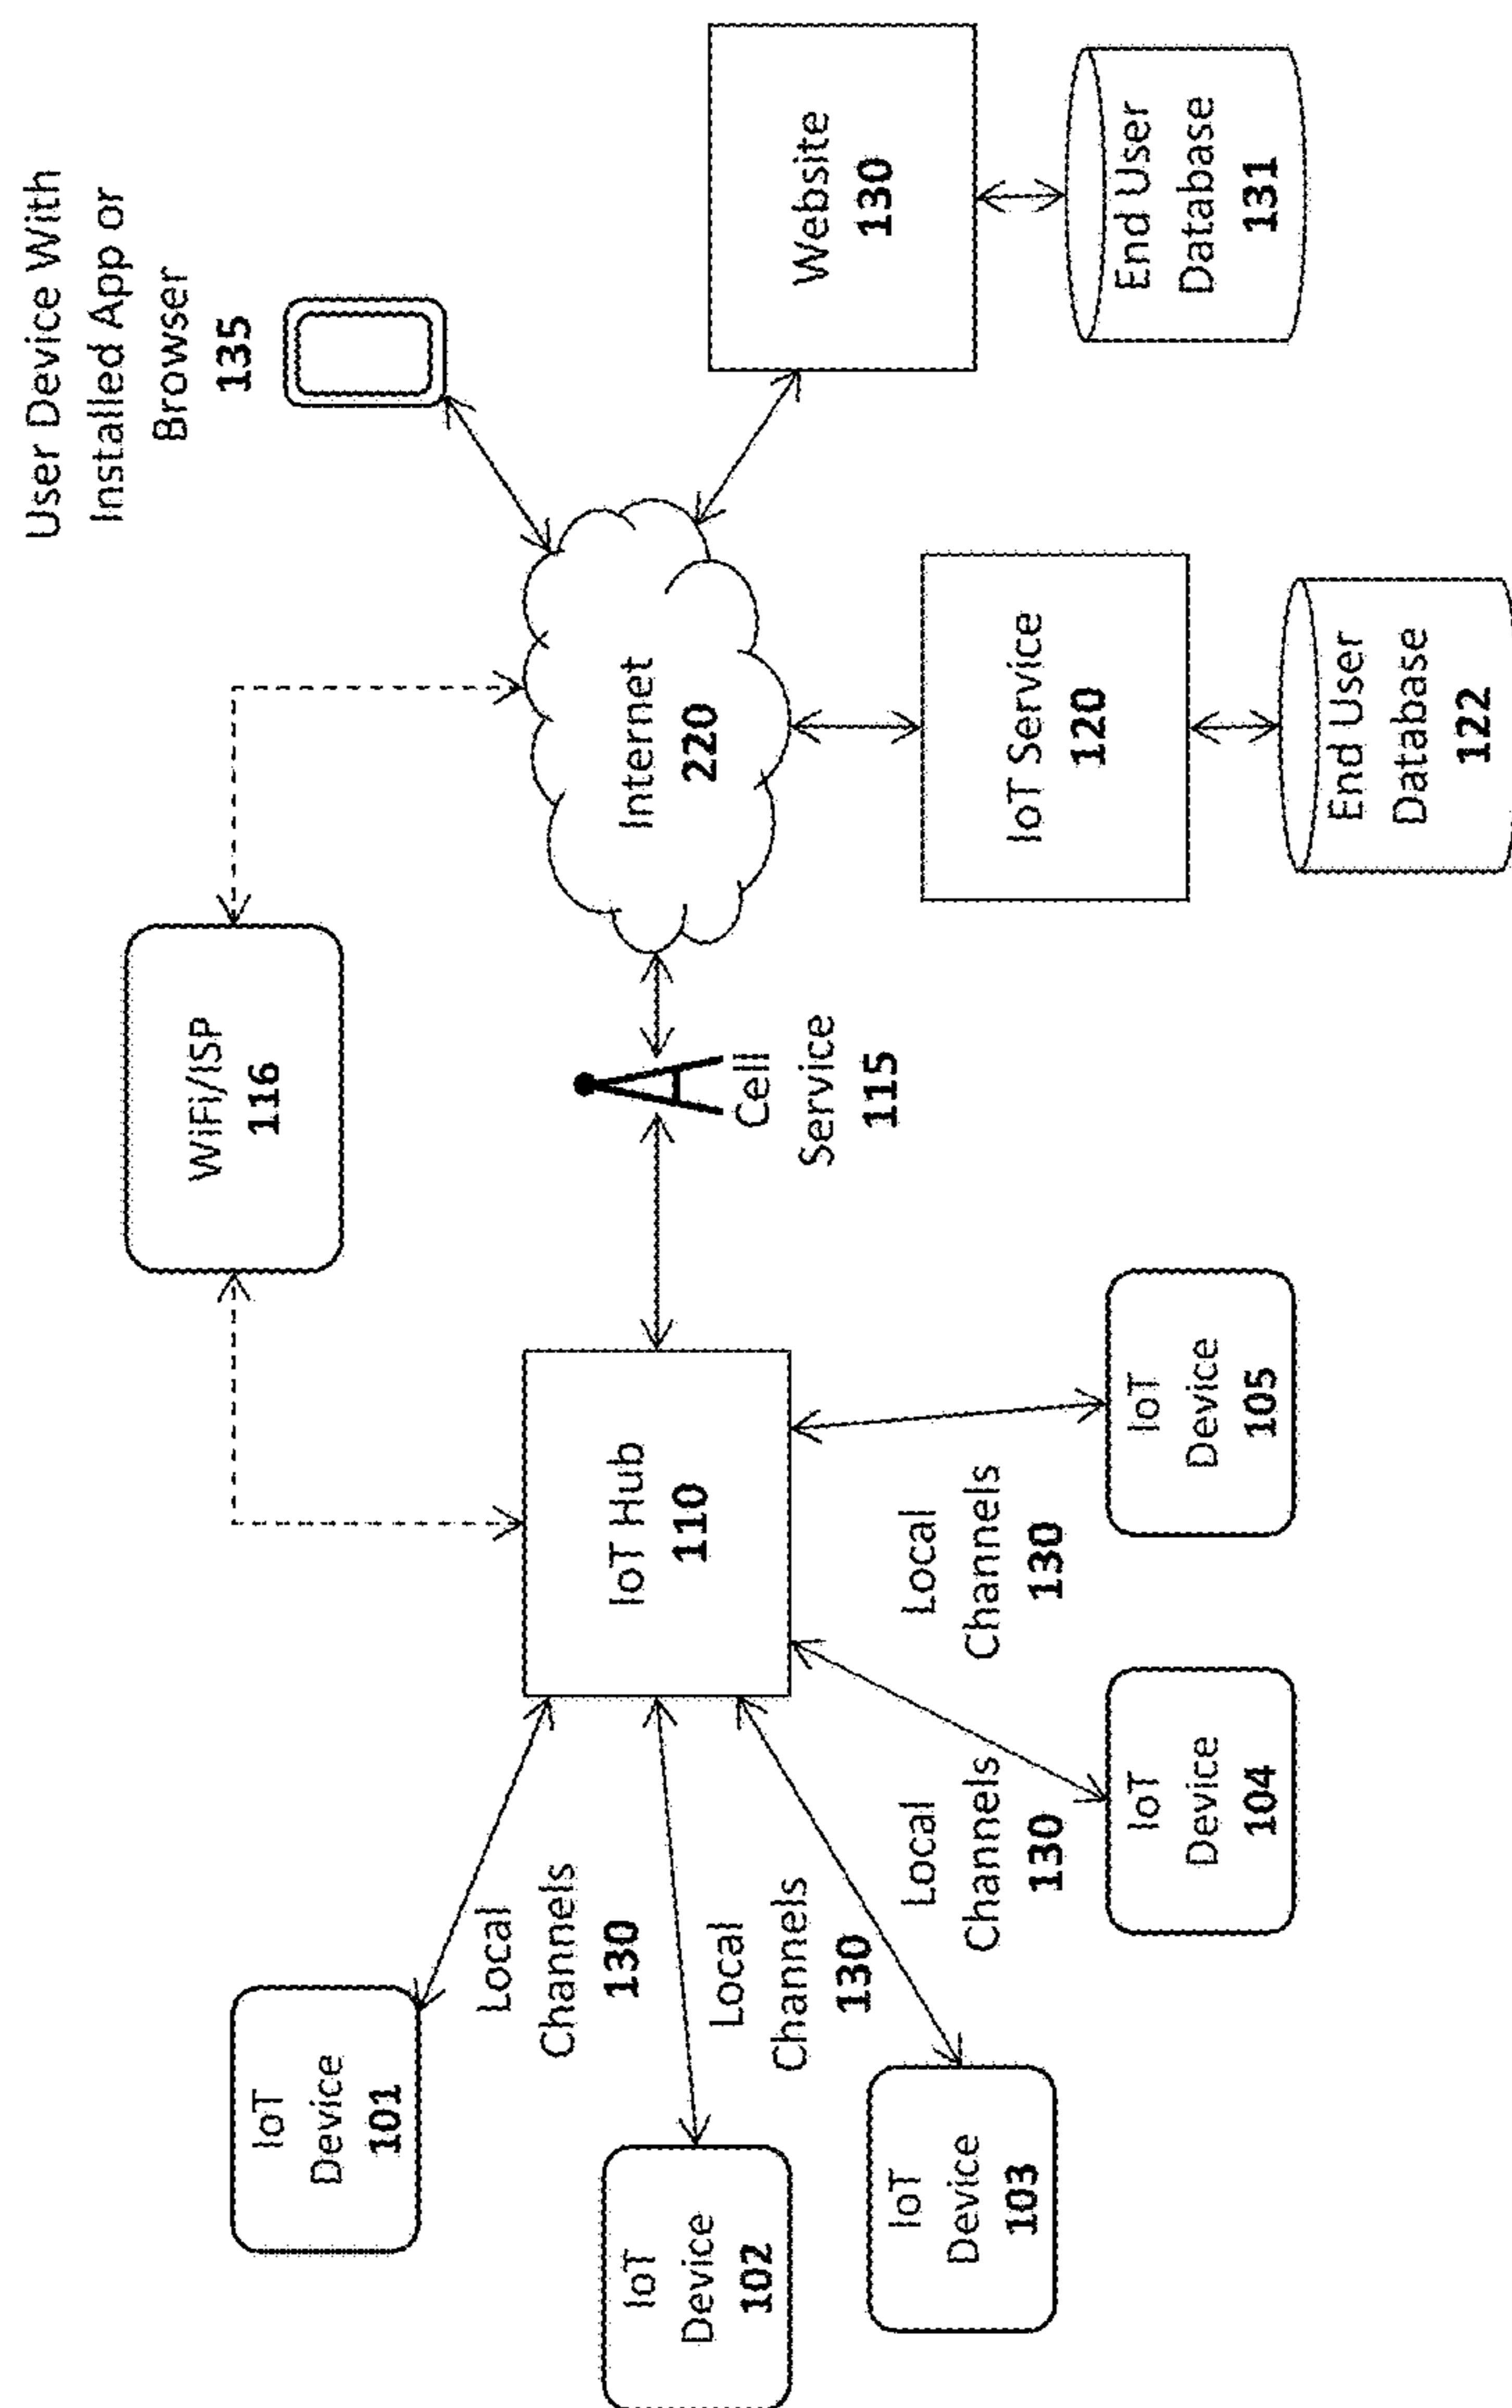 User Device With
Installed App or
Browser
135
WiFi/ISP
116
IoT
Device
101
IoT Hub
110
Cell
Service
115
Internet
220
Website
130
End User
Database
131
Local
Channels
130
IoT
Device
102
Local
Channels
130
IoT
Device
103
Local
Channels
130
IoT
Device
104
Local
Channels
130
IoT
Device
105
IoT Service
120
End User
Database
122